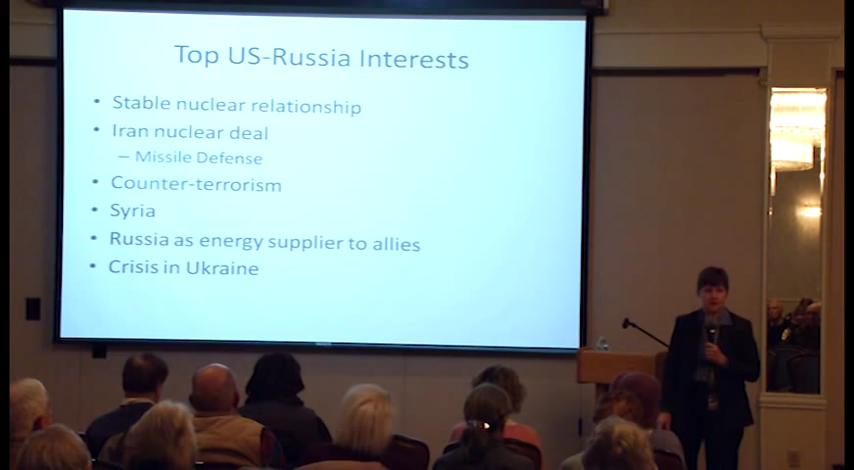 Top US-Russia Interests
• Stable nuclear relationship
• Iran nuclear deal
– Missile Defense
• Counter-terrorism
• Syria
• Russia as energy supplier to allies
• Crisis in Ukraine